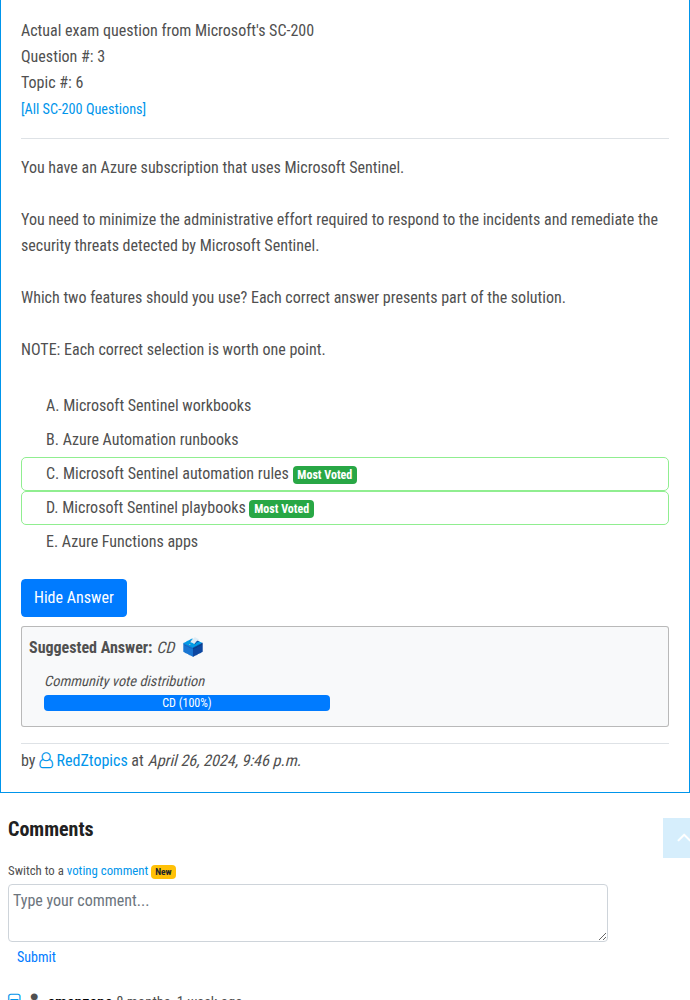 Actual exam question from Microsoft's SC-200
Question #: 3
Topic #: 6
[All SC-200 Questions]
You have an Azure subscription that uses Microsoft Sentinel.
You need to minimize the administrative effort required to respond to the incidents and remediate the
security threats detected by Microsoft Sentinel.
Which two features should you use? Each correct answer presents part of the solution.
NOTE: Each correct selection is worth one point.
A. Microsoft Sentinel workbooks
B. Azure Automation runbooks
C. Microsoft Sentinel automation rules Most Voted
D. Microsoft Sentinel playbooks Most Voted
E. Azure Functions apps
Hide Answer
Suggested Answer: CD
Community vote distribution
CD (100%)
by RedZtopics at April 26, 2024, 9:46 p.m.
Comments
Switch to a voting comment New
Type your comment...
Submit